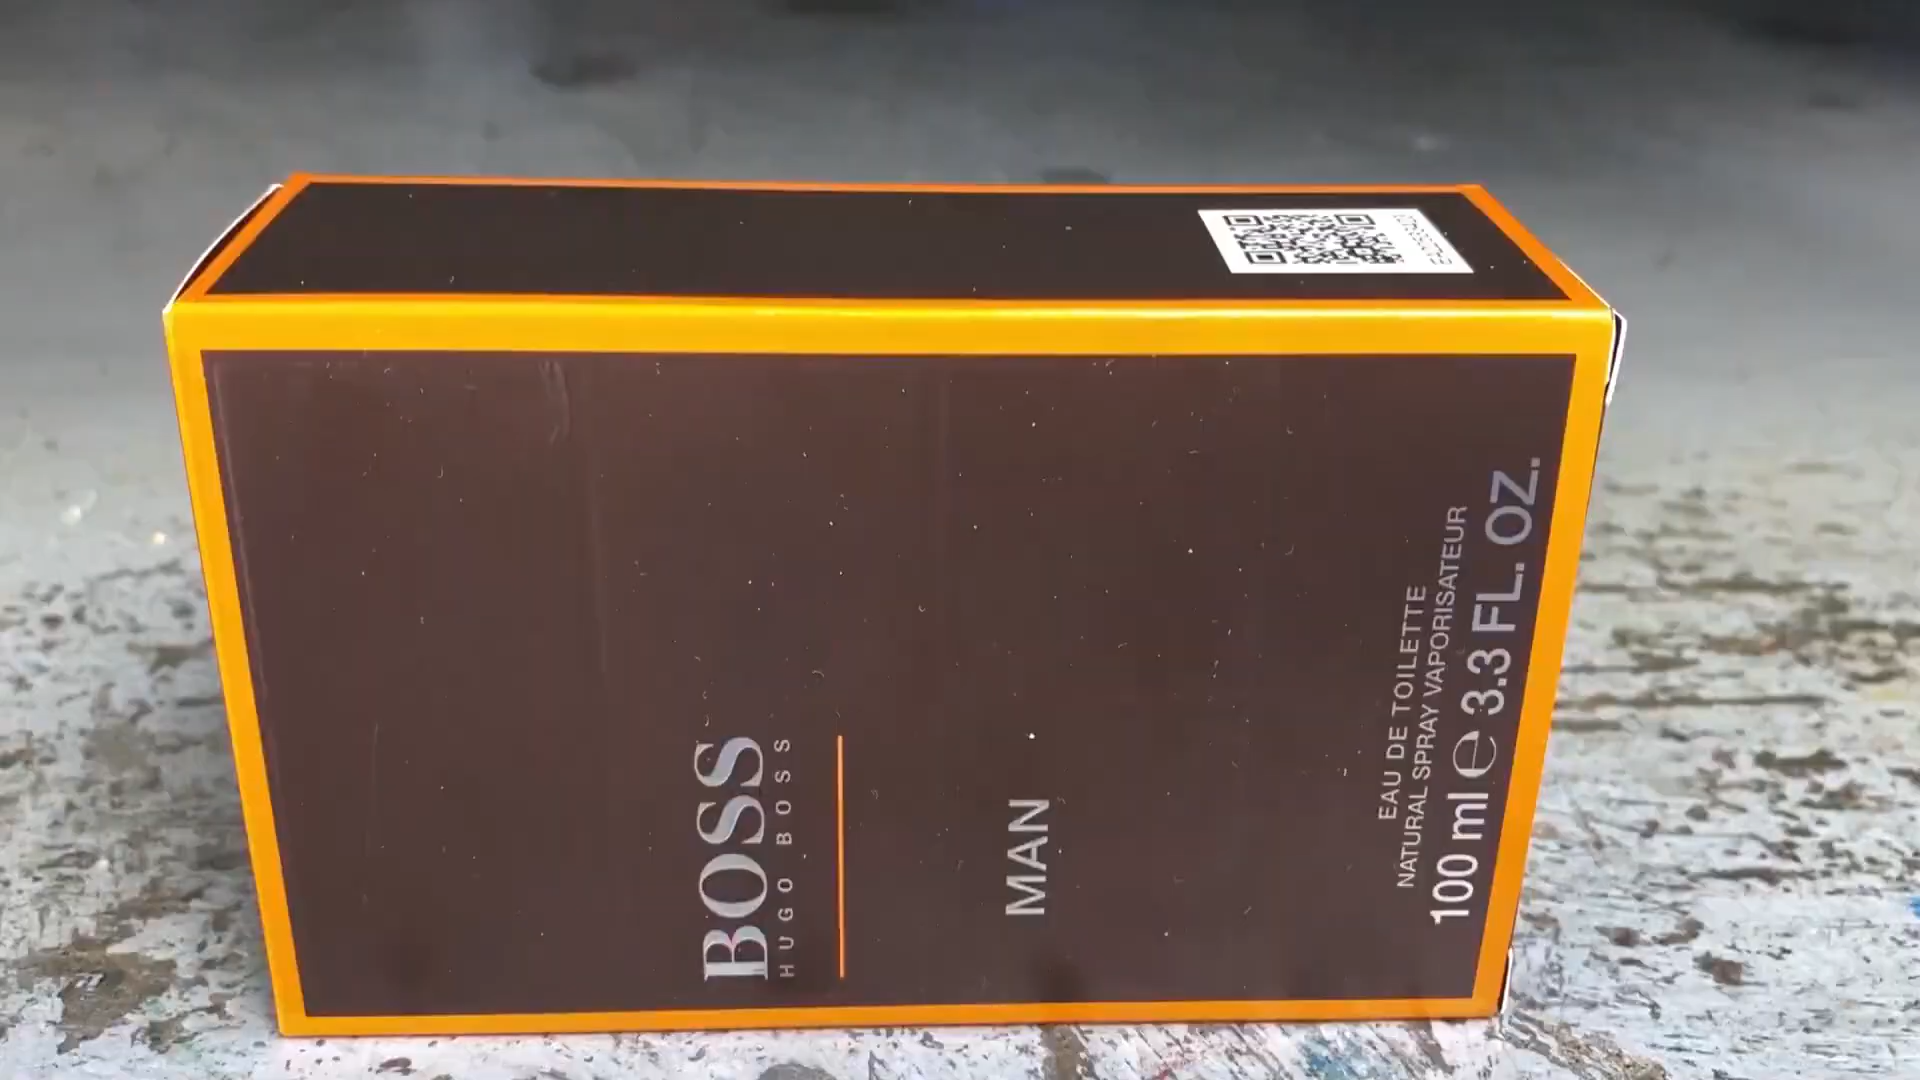 BOSS
HUGO BOSS
MAN
EAU DE TOILETTE
NATURAL SPRAY VAPORISATEUR
100 ml ℮ 3.3 FL. OZ.